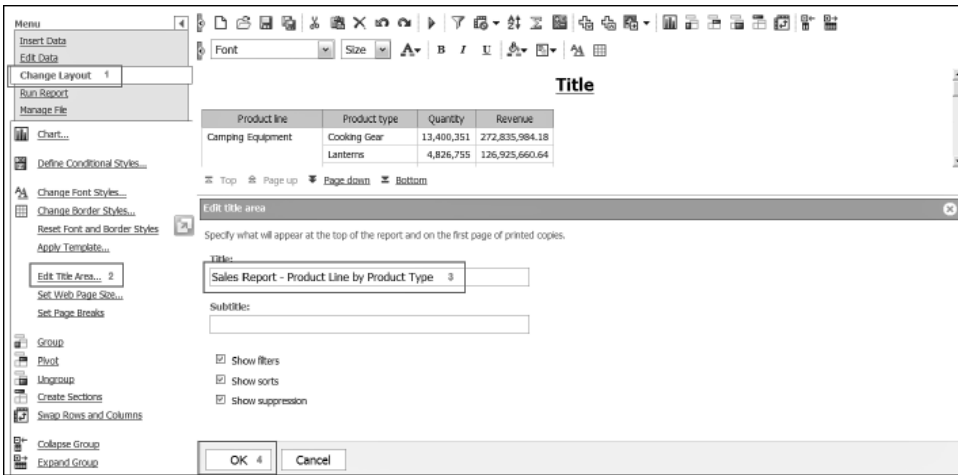 Menu
Insert Data
Edit Data
Change Layout 1
Run Report
Manage File
Chart...
Define Conditional Styles...
Change Font Styles...
Change Border Styles...
Reset Font and Border Styles
Apply Template...
Edit Title Area... 2
Set Web Page Size...
Set Page Breaks
Group
Pivot
Ungroup
Create Sections
Swap Rows and Columns
Collapse Group
Expand Group
Font Size A B I U
Title
Product line Product type Quantity Revenue
Camping Equipment Cooking Gear 13,400,351 272,835,984.18
Lanterns 4,826,755 126,925,660.64
Top Page up Page down Bottom
Edit title area
Specify what will appear at the top of the report and on the first page of printed copies.
Title:
Sales Report - Product Line by Product Type 3
Subtitle:
Show filters
Show sorts
Show suppression
OK 4 Cancel